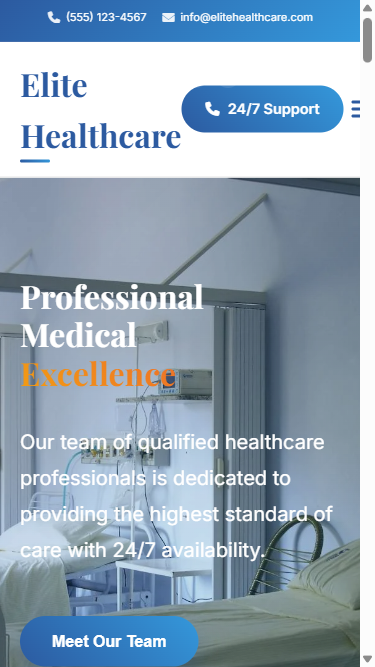 (555) 123-4567 info@elitehealthcare.com
Elite
Healthcare
24/7 Support
Professional
Medical
Excellence
Our team of qualified healthcare
professionals is dedicated to
providing the highest standard of
care with 24/7 availability.
Meet Our Team